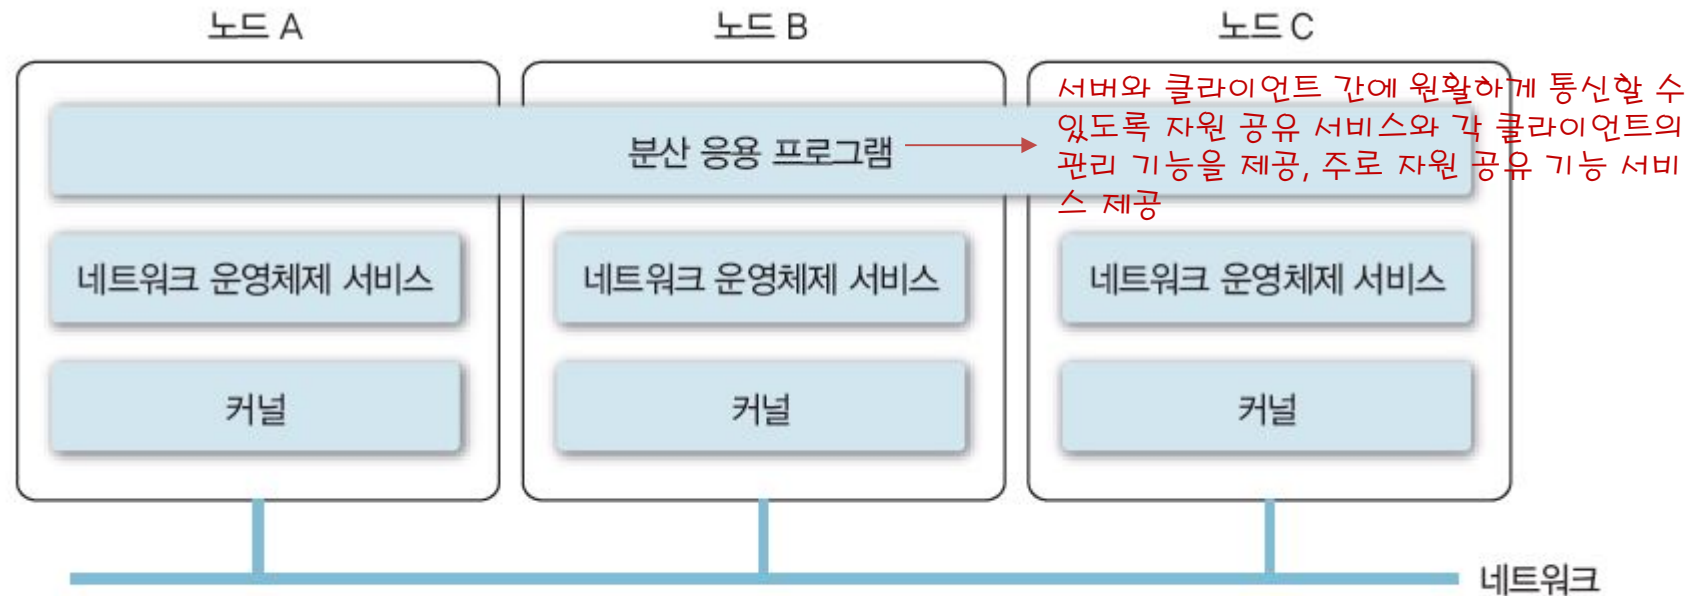 노드 A
노드 B
노드 C
서버와 클라이언트 간에 원활하게 통신할 수
있도록 자원 공유 서비스와 각 클라이언트의
관리 기능을 제공, 주로 자원 공유 기능 서비
스 제공
분산 응용 프로그램
네트워크 운영체제 서비스
네트워크 운영체제 서비스
네트워크 운영체제 서비스
커널
커널
커널
네트워크